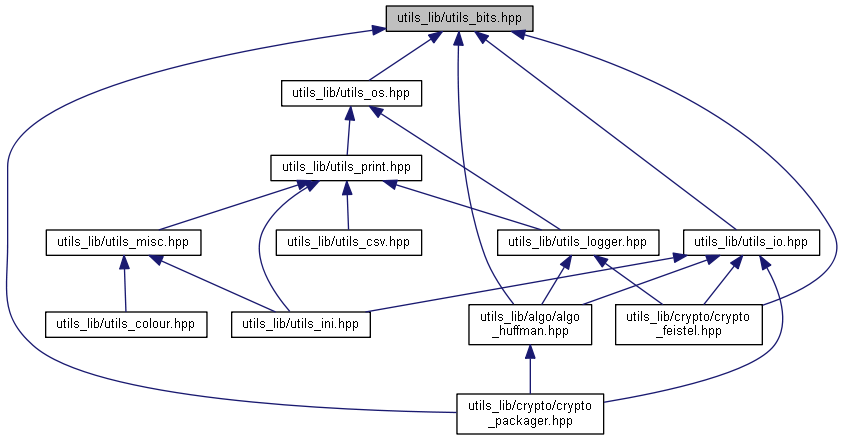 utils_lib/utils_bits.hpp
utils_lib/utils_os.hpp
utils_lib/utils_print.hpp
utils_lib/utils_misc.hpp
utils_lib/utils_csv.hpp
utils_lib/utils_logger.hpp
utils_lib/utils_io.hpp
utils_lib/utils_colour.hpp
utils_lib/utils_ini.hpp
utils_lib/algo/algo
_huffman.hpp
utils_lib/crypto/crypto
_feistel.hpp
utils_lib/crypto/crypto
_packager.hpp